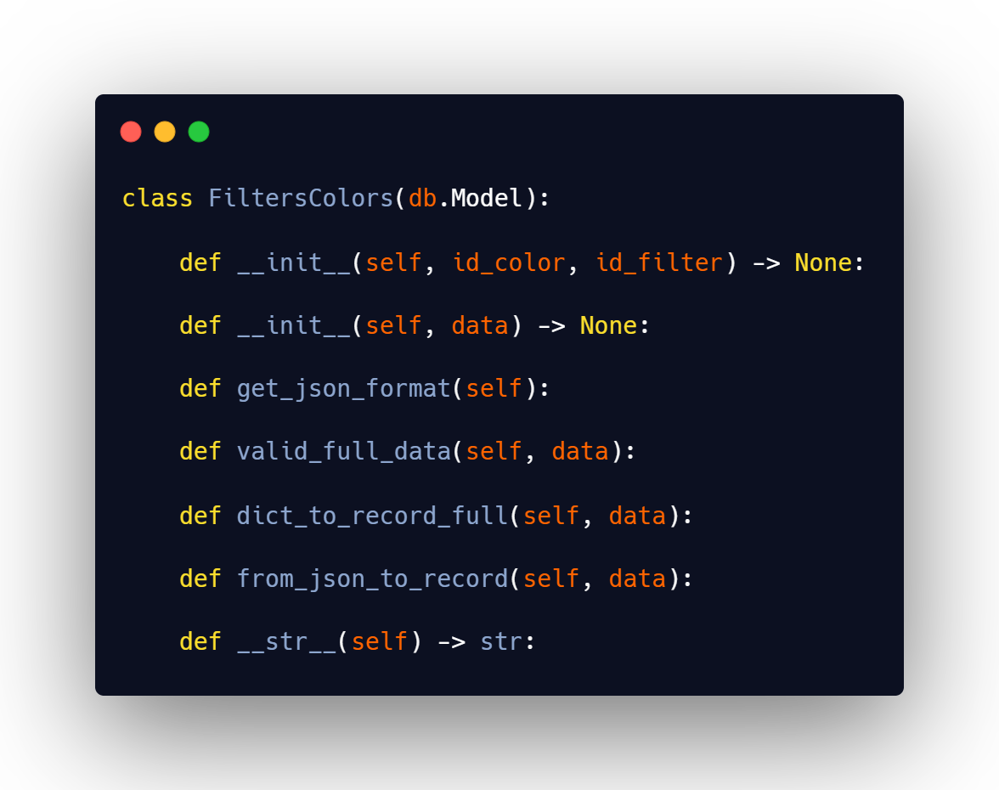 class FiltersColors(db.Model):
    def __init__(self, id_color, id_filter) -> None:
    def __init__(self, data) -> None:
    def get_json_format(self):
    def valid_full_data(self, data):
    def dict_to_record_full(self, data):
    def from_json_to_record(self, data):
    def __str__(self) -> str: